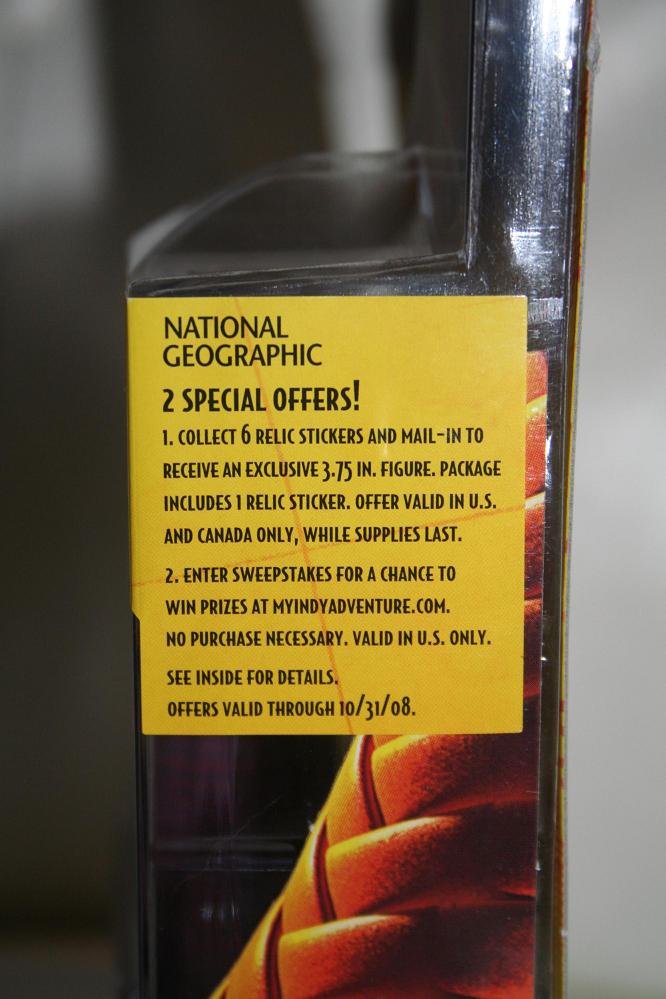 NATIONAL
GEOGRAPHIC
2 SPECIAL OFFERS!
1. COLLECT 6 RELIC STICKERS AND MAIL-IN TO
RECEIVE AN EXCLUSIVE 3.75 IN. FIGURE. PACKAGE
INCLUDES 1 RELIC STICKER. OFFER VALID IN U.S.
AND CANADA ONLY, WHILE SUPPLIES LAST.
2. ENTER SWEEPSTAKES FOR A CHANCE TO
WIN PRIZES AT MYINDYADVENTURE.COM.
NO PURCHASE NECESSARY. VALID IN U.S. ONLY.
SEE INSIDE FOR DETAILS.
OFFERS VALID THROUGH 10/31/08.